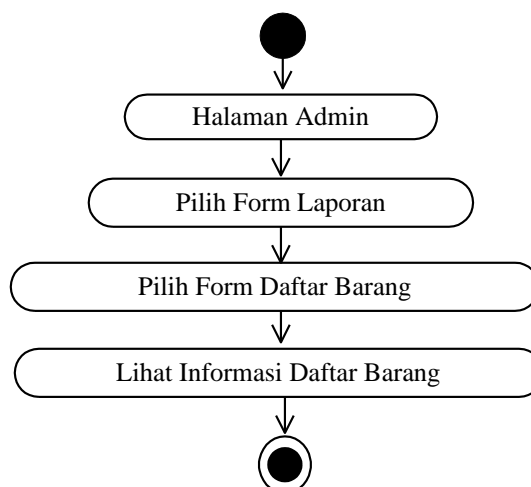 Halaman Admin
Pilih Form Laporan
Pilih Form Daftar Barang
Lihat Informasi Daftar Barang